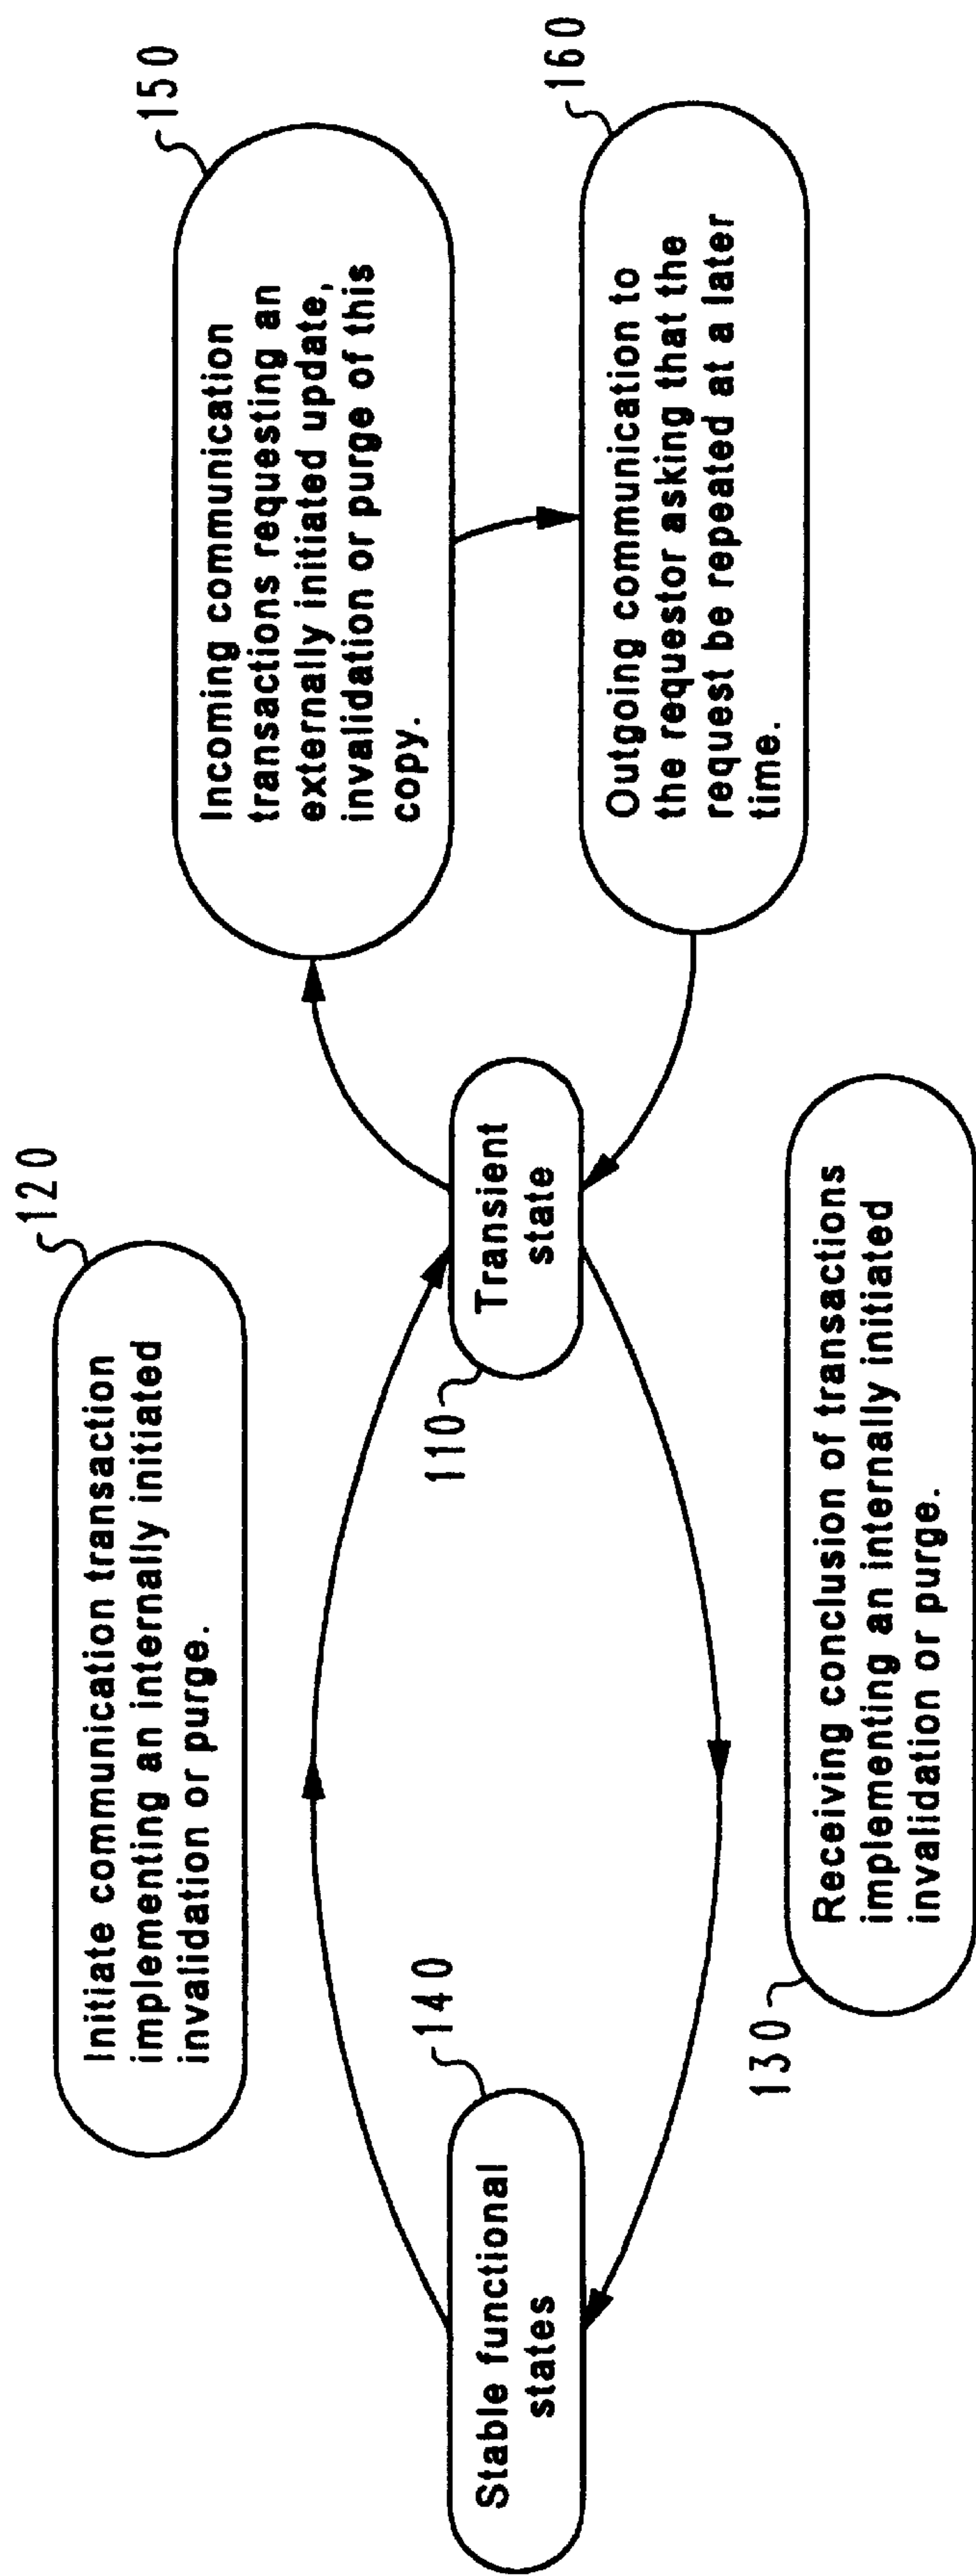 120
Initiate communication transaction
implementing an internally initiated
invalidation or purge.
150
Incoming communication
transactions requesting an
externally initiated update,
invalidation or purge of this
copy.
140
Stable functional
states
110
Transient
state
160
Outgoing communication to
the requestor asking that the
request be repeated at a later
time.
130
Receiving conclusion of transactions
implementing an internally initiated
invalidation or purge.